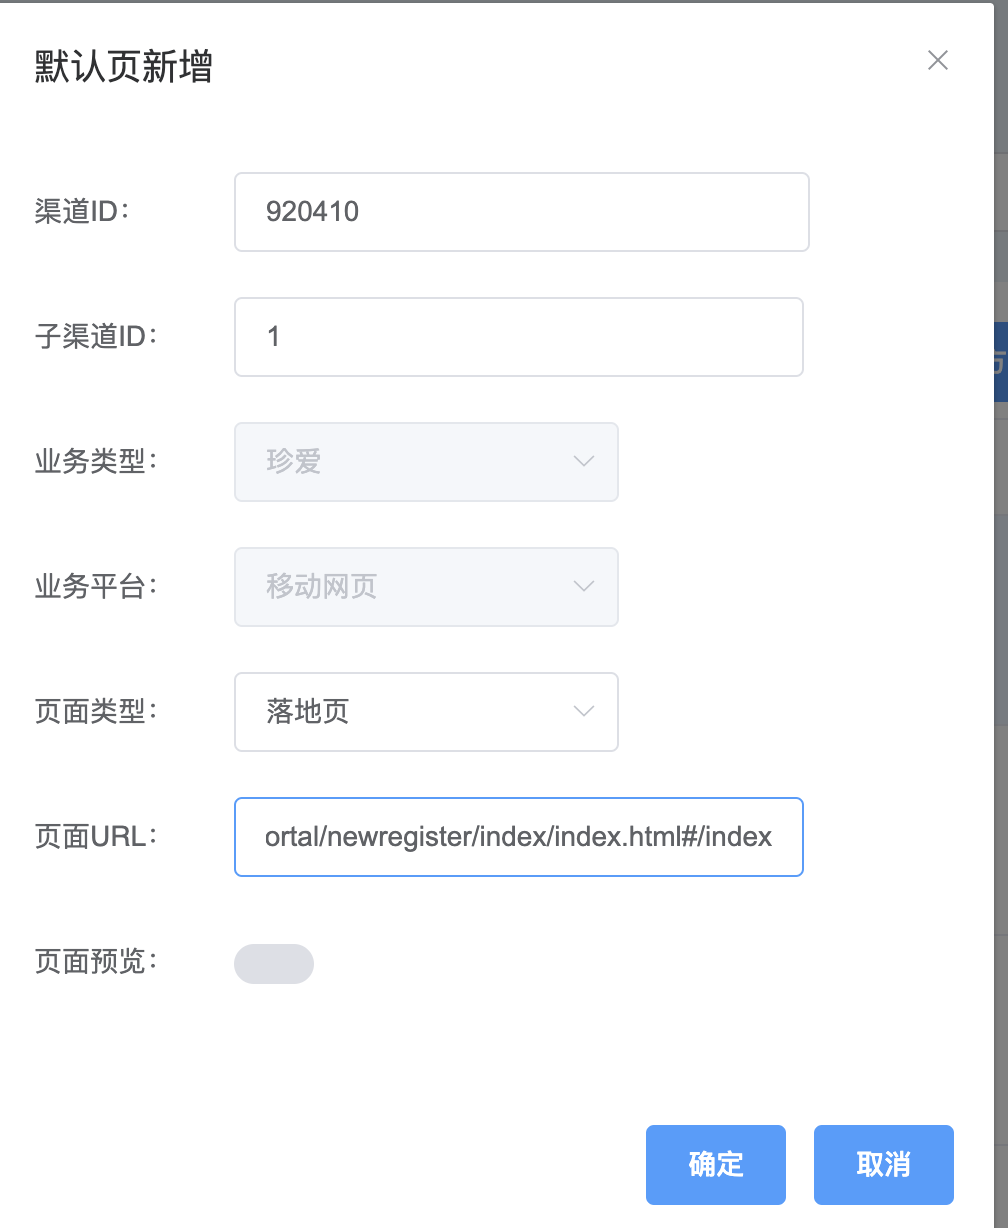 默认页新增
渠道ID：
920410
子渠道ID：
1
业务类型：
珍爱
业务平台：
移动网页
页面类型：
落地页
页面URL：
ortal/newregister/index/index.html#/index
页面预览：
确定
取消